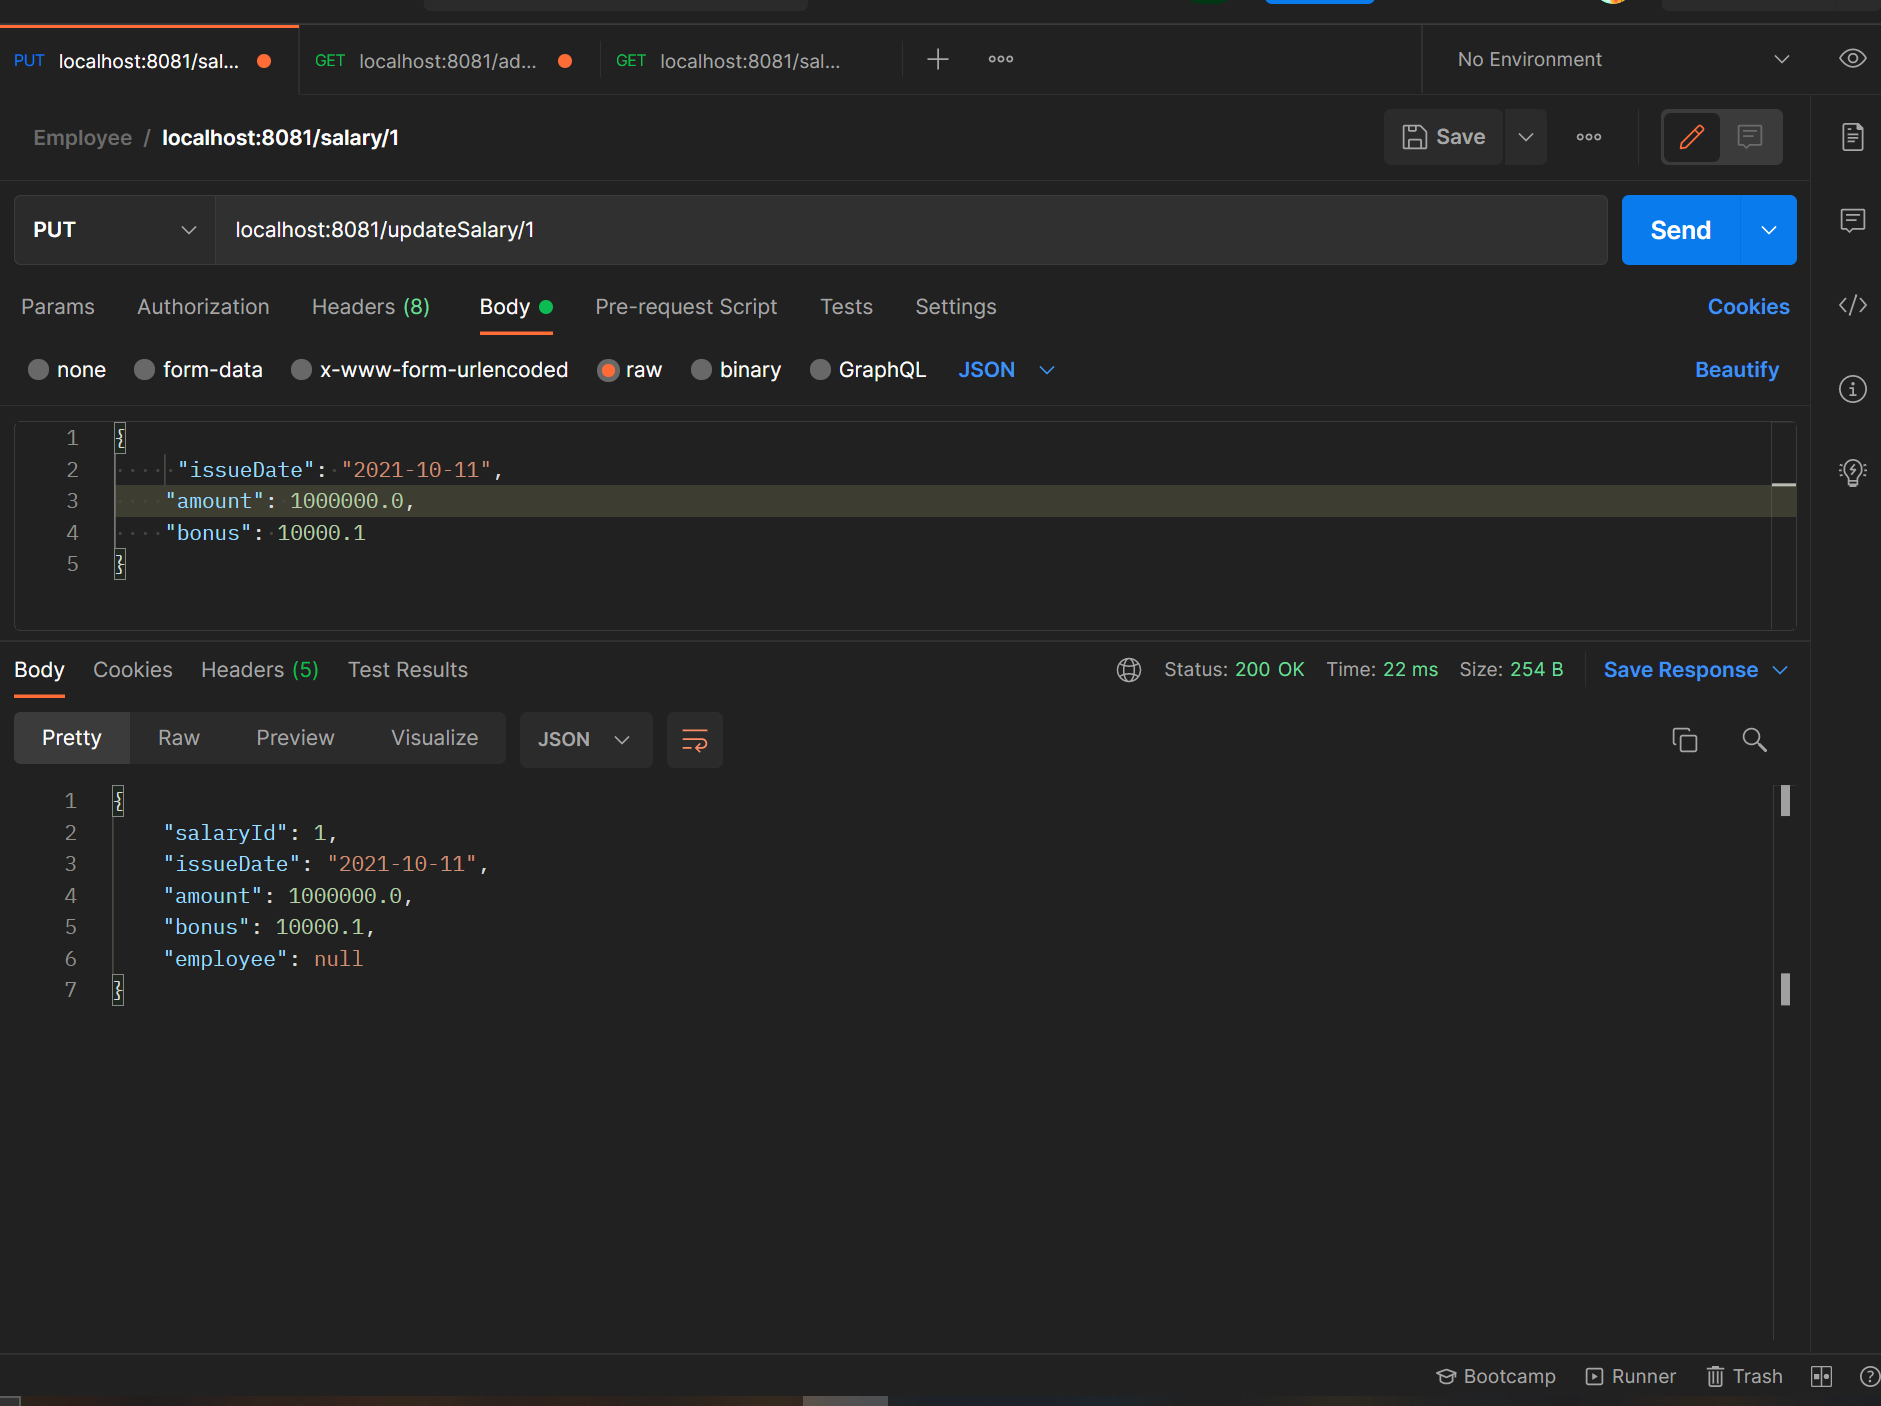 PUT localhost:8081/sal... GET localhost:8081/ad... GET localhost:8081/sal... No Environment
Employee / localhost:8081/salary/1 Save
PUT localhost:8081/updateSalary/1 Send
Params Authorization Headers (8) Body Pre-request Script Tests Settings Cookies
none form-data x-www-form-urlencoded raw binary GraphQL JSON Beautify
1 {
2 "issueDate": "2021-10-11",
3 "amount": 1000000.0,
4 "bonus": 10000.1
5 }
Body Cookies Headers (5) Test Results Status: 200 OK Time: 22 ms Size: 254 B Save Response
Pretty Raw Preview Visualize JSON
1 {
2 "salaryId": 1,
3 "issueDate": "2021-10-11",
4 "amount": 1000000.0,
5 "bonus": 10000.1,
6 "employee": null
7 }
Bootcamp Runner Trash